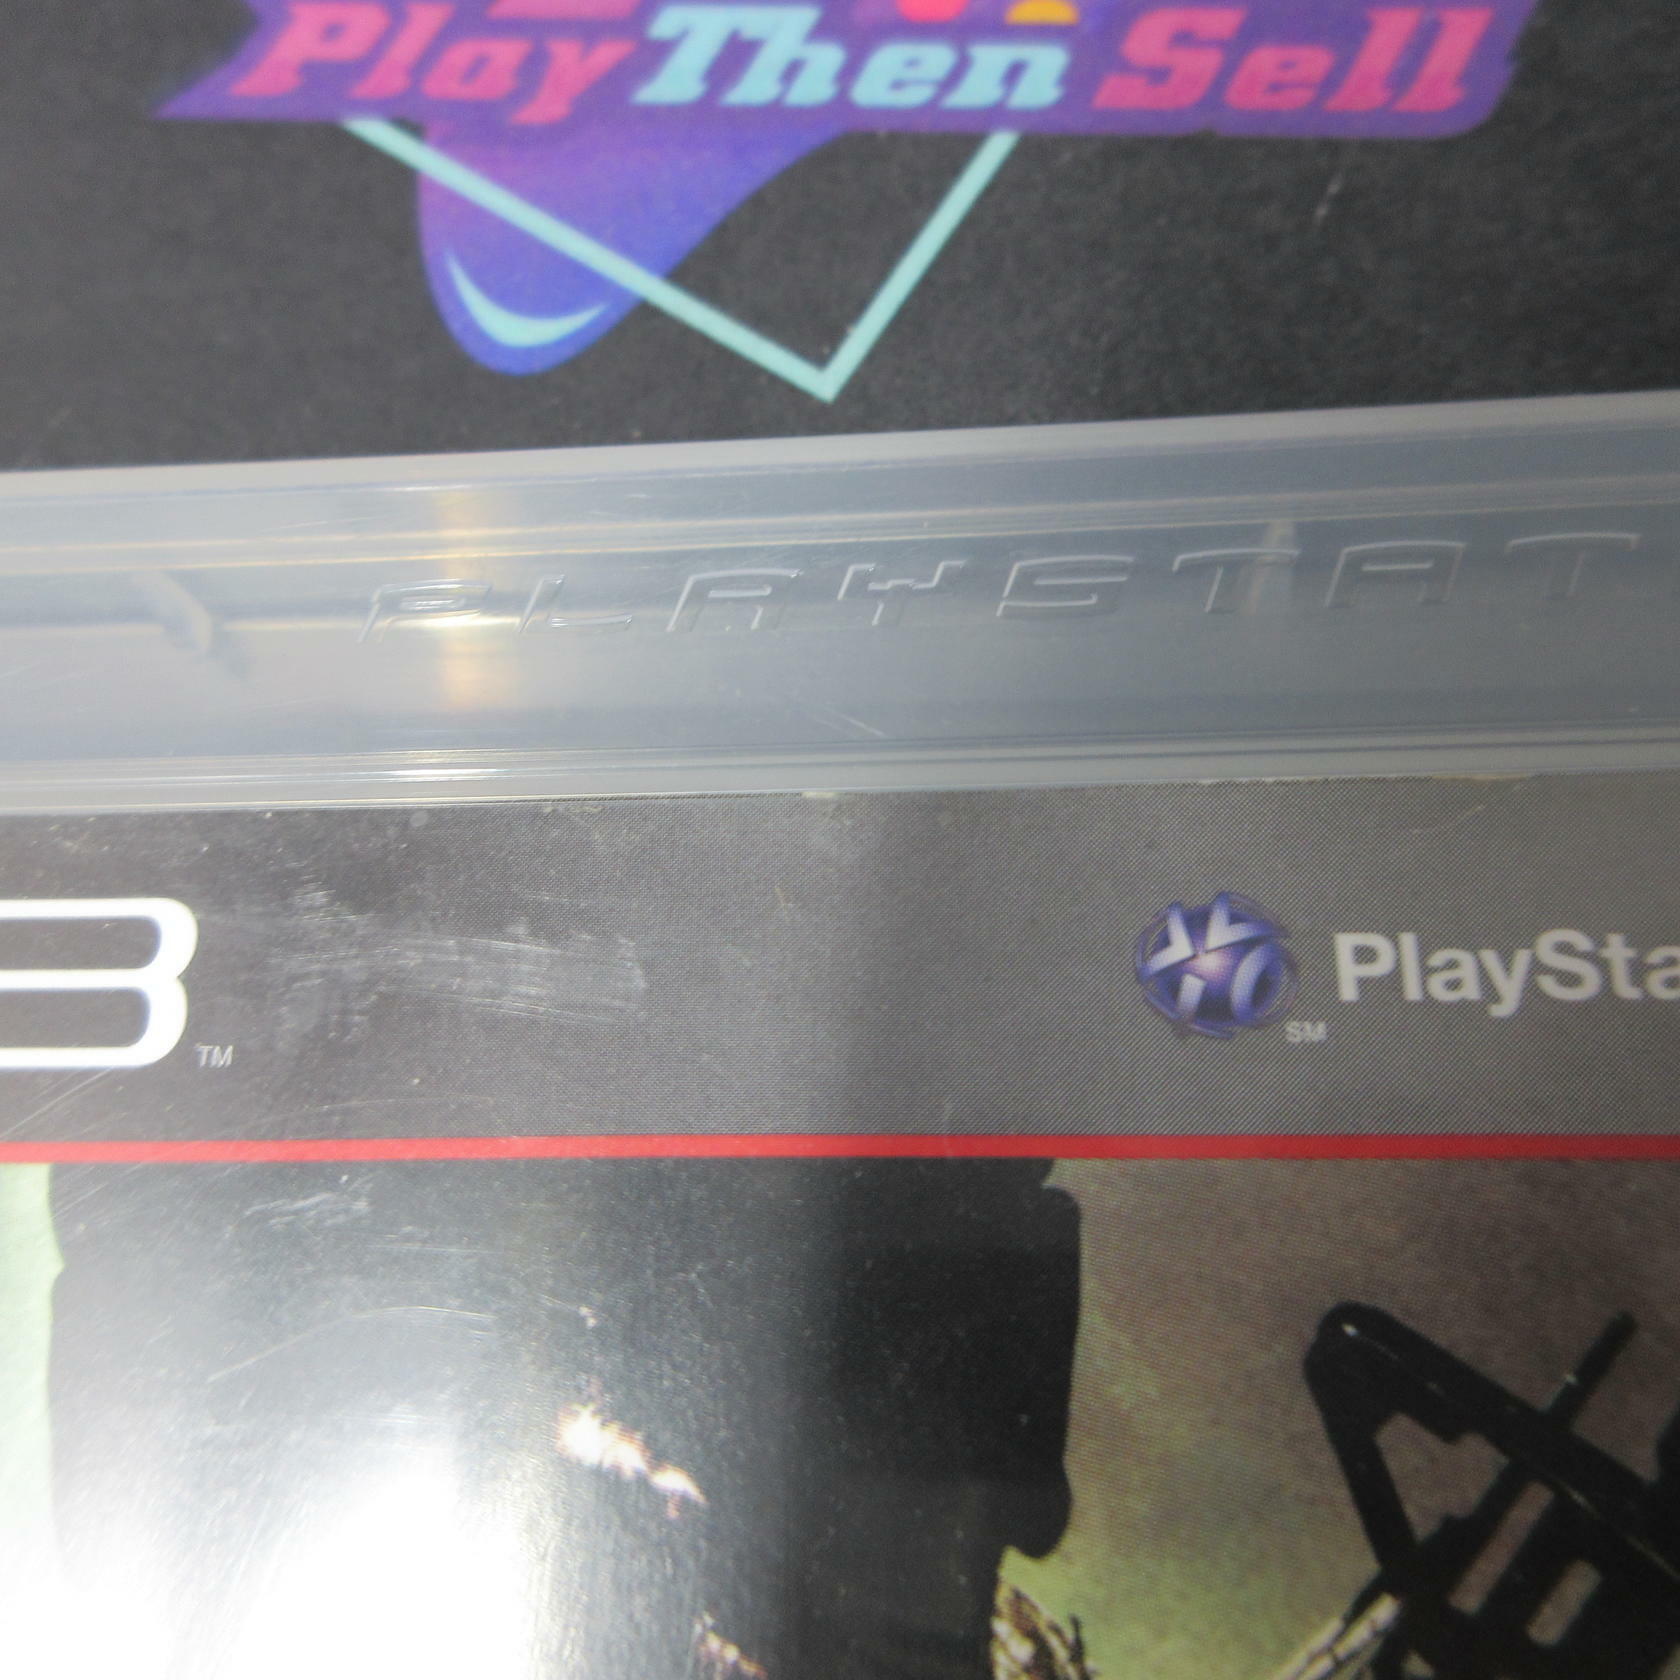 Play Then Sell
PLAYSTAT
3 TM
SM PlaySta